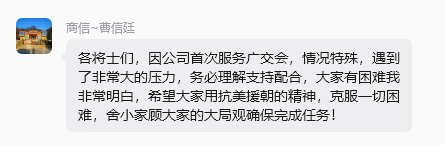 商信~曹信廷
各将士们，因公司首次服务广交会，情况特殊，遇到
了非常大的压力，务必理解支持配合，大家有困难我
非常明白，希望大家用抗美援朝的精神，克服一切困
难，舍小家顾大家的大局观确保完成任务！